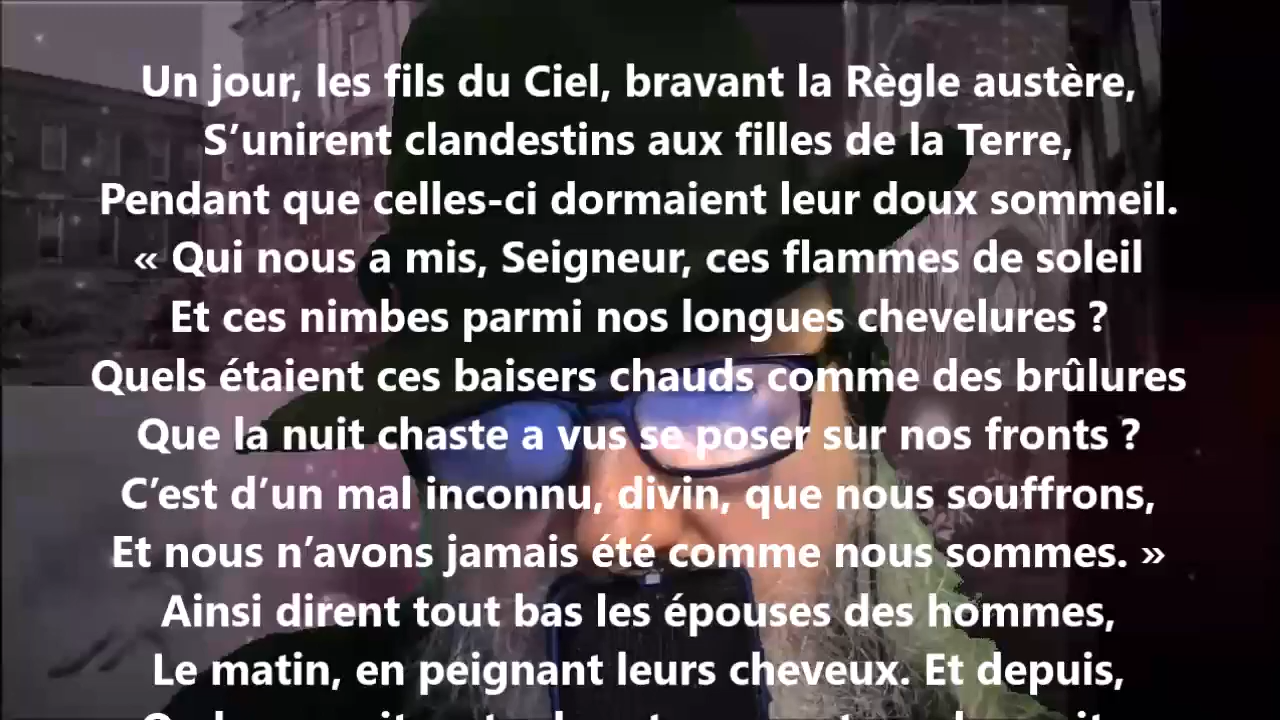 Un jour, les fils du Ciel, bravant la Règle austère,
S’unirent clandestins aux filles de la Terre,
Pendant que celles-ci dormaient leur doux sommeil.
« Qui nous a mis, Seigneur, ces flammes de soleil
Et ces nimbes parmi nos longues chevelures ?
Quels étaient ces baisers chauds comme des brûlures
Que la nuit chaste a vus se poser sur nos fronts ?
C’est d’un mal inconnu, divin, que nous souffrons,
Et nous n’avons jamais été comme nous sommes. »
Ainsi dirent tout bas les épouses des hommes,
Le matin, en peignant leurs cheveux. Et depuis,